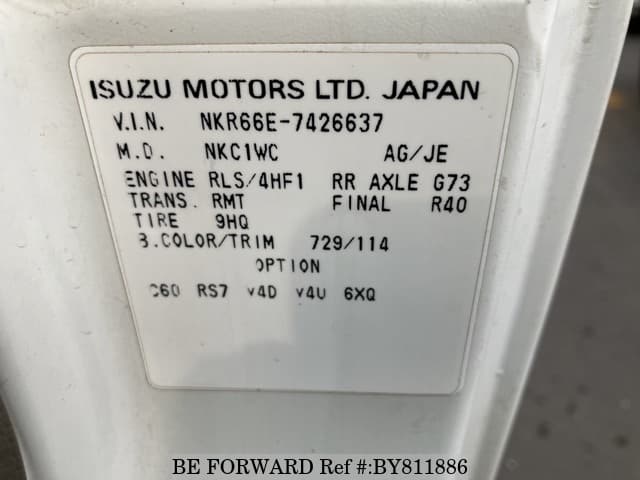 ISUZU MOTORS LTD. JAPAN
V.I.N. NKR66E-7426637
M.D. NKC1WC AG/JE
ENGINE RLS/4HF1 RR AXLE G73
TRANS. RMT FINAL R40
TIRE 9HQ
B.COLOR/TRIM 729/114
OPTION
C60 RS7 V4D V4U 6XQ
BE FORWARD Ref #:BY811886